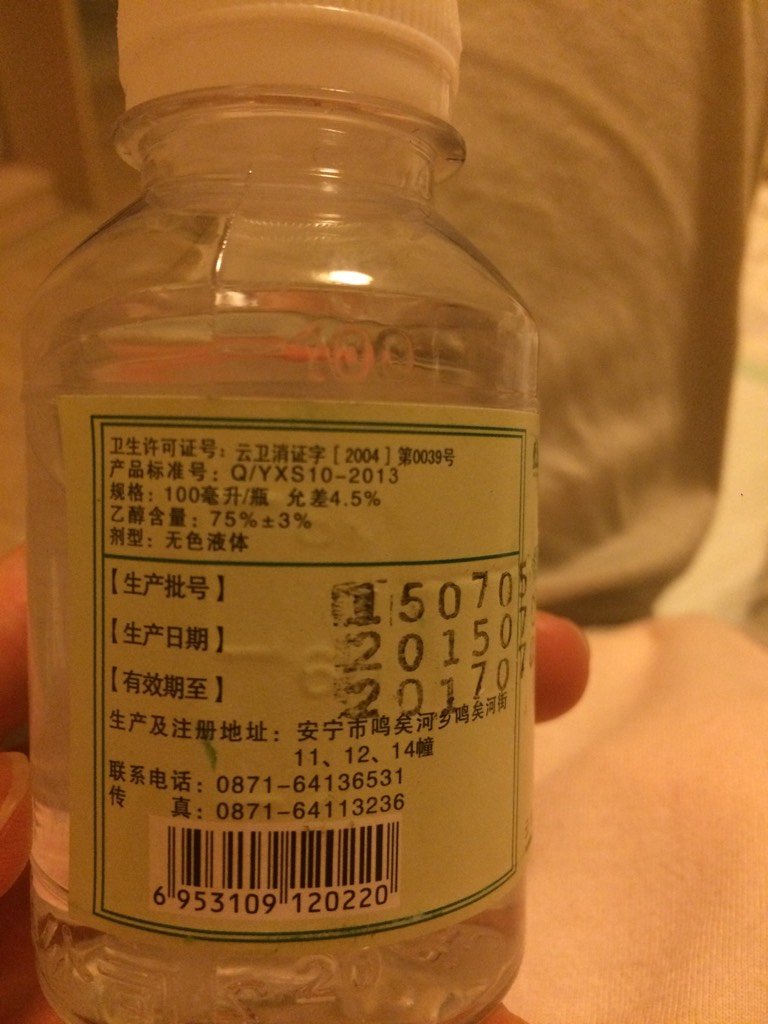 100
卫生许可证号：云卫消证字［2004］第0039号
产品标准号：Q/YXS10-2013
规格：100毫升/瓶 允差4.5%
乙醇含量：75%±3%
剂型：无色液体
【生产批号】 150705
【生产日期】 201507
【有效期至】 201707
生产及注册地址：安宁市鸣矣河乡鸣矣河街
11、12、14幢
联系电话：0871-64136531
传 真：0871-64113236
6 953109 120220